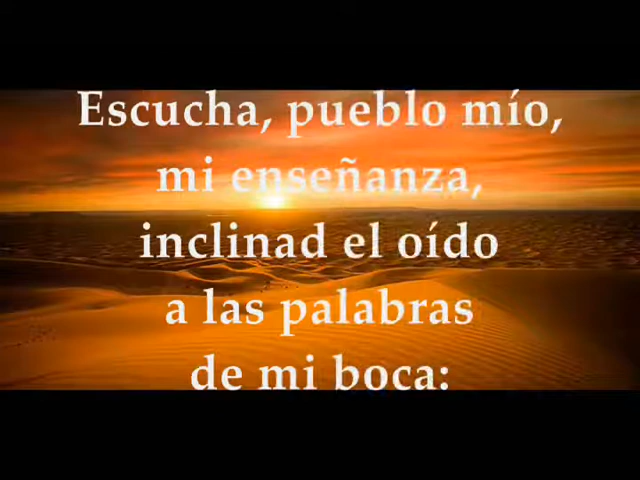 Escucha, pueblo mío,
mi enseñanza,
inclinad el oído
a las palabras
de mi boca: